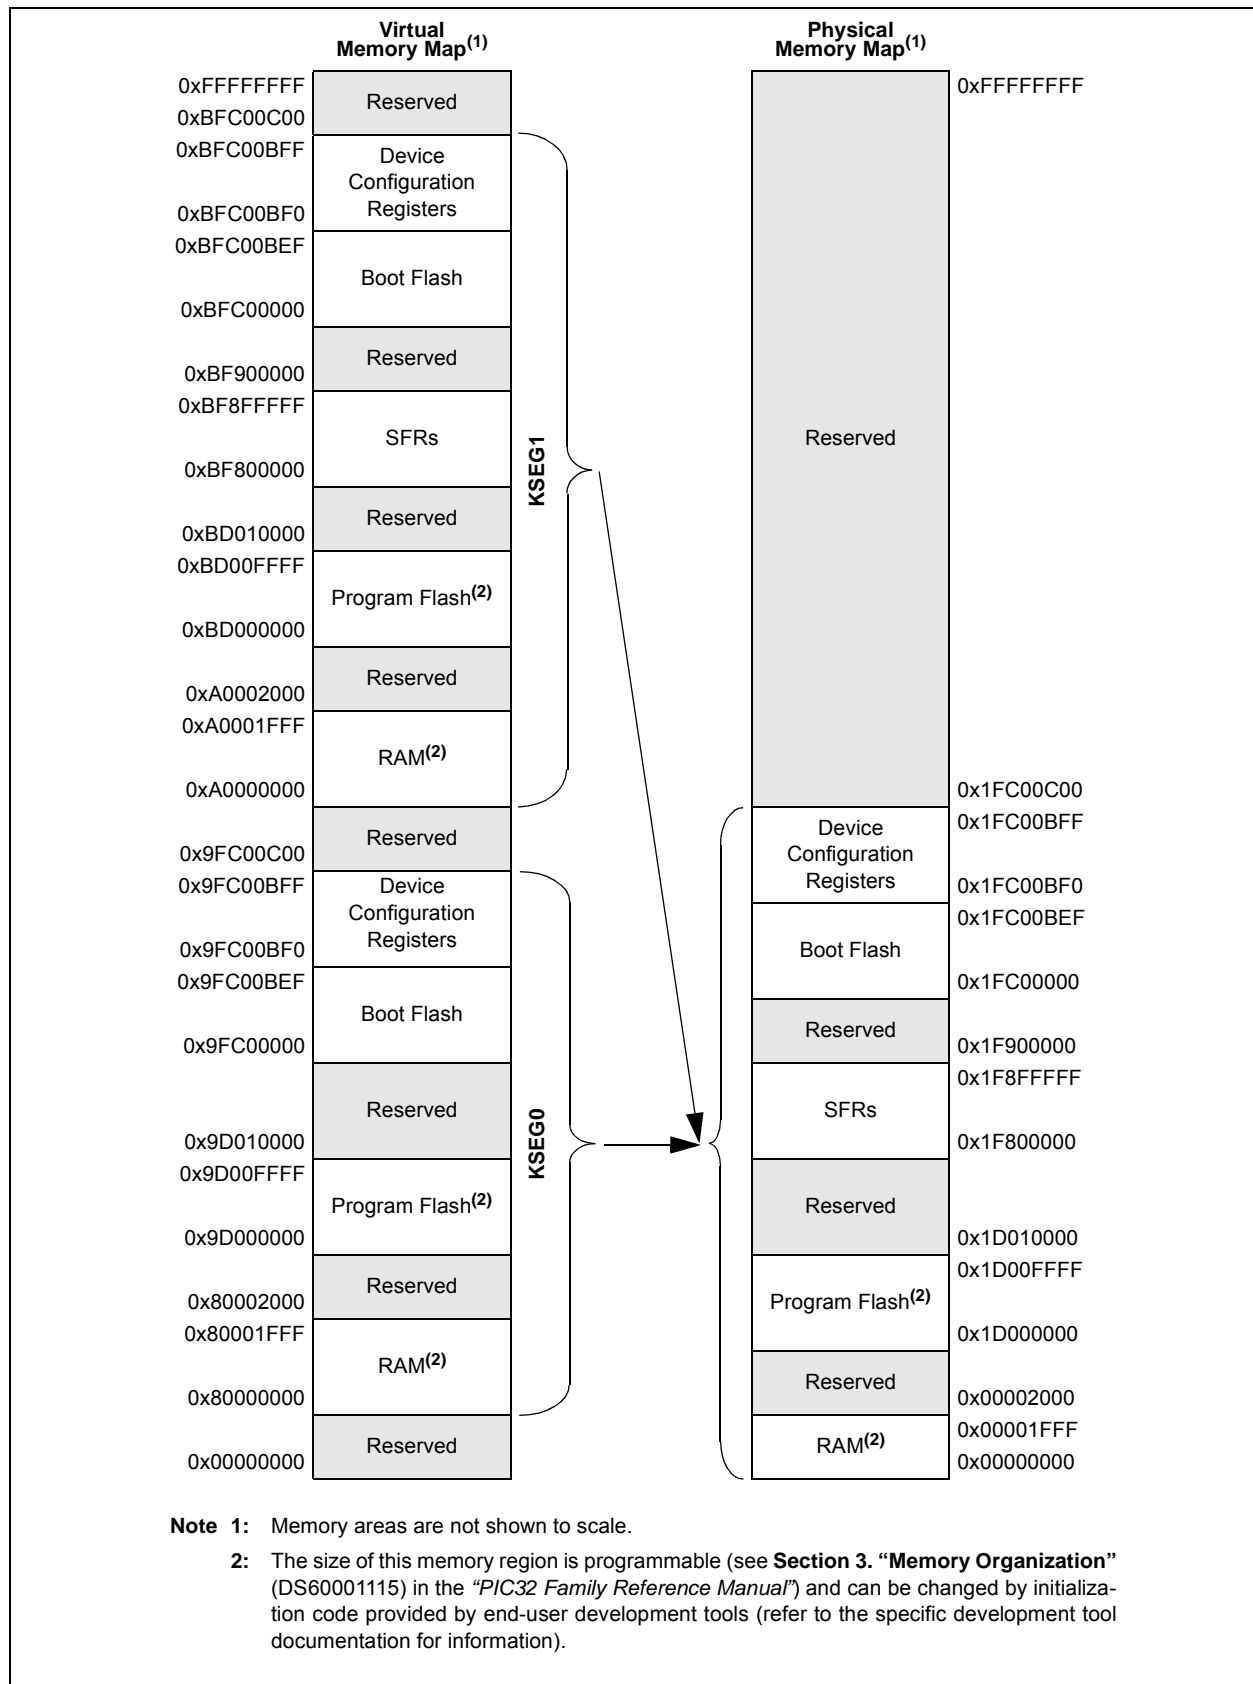 Virtual
Memory Map(1)
0xFFFFFFFF
Reserved
0xBFC00C00
0xBFC00BFF
Device
Configuration
Registers
0xBFC00BF0
0xBFC00BEF
Boot Flash
0xBFC00000
Reserved
0xBF900000
0xBF8FFFFF
SFRs
0xBF800000
Reserved
0xBD010000
0xBD00FFFF
Program Flash(2)
0xBD000000
Reserved
0xA0002000
0xA0001FFF
RAM(2)
0xA0000000
KSEG1
Reserved
0x9FC00C00
0x9FC00BFF
Device
Configuration
Registers
0x9FC00BF0
0x9FC00BEF
Boot Flash
0x9FC00000
Reserved
0x9D010000
0x9D00FFFF
Program Flash(2)
0x9D000000
Reserved
0x80002000
0x80001FFF
RAM(2)
0x80000000
KSEG0
Reserved
0x00000000
Physical
Memory Map(1)
0xFFFFFFFF
Reserved
0x1FC00C00
0x1FC00BFF
Device
Configuration
Registers
0x1FC00BF0
0x1FC00BEF
Boot Flash
0x1FC00000
Reserved
0x1F900000
0x1F8FFFFF
SFRs
0x1F800000
Reserved
0x1D010000
0x1D00FFFF
Program Flash(2)
0x1D000000
Reserved
0x00002000
0x00001FFF
RAM(2)
0x00000000
Note 1: Memory areas are not shown to scale.
2: The size of this memory region is programmable (see Section 3. “Memory Organization”
(DS60001115) in the “PIC32 Family Reference Manual”) and can be changed by initializa-
tion code provided by end-user development tools (refer to the specific development tool
documentation for information).